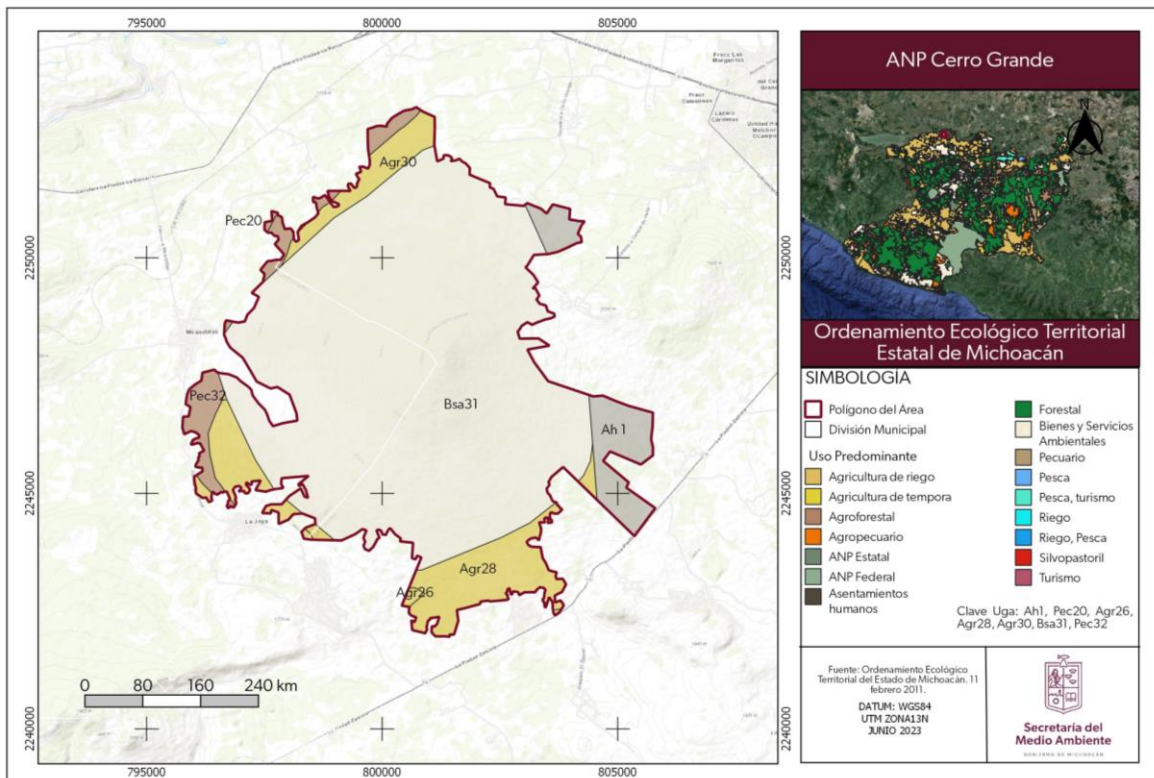 795000
800000
805000
2250000
2250000
2245000
2245000
2240000
2240000
Agr30
Pec20
Pec32
Bsa31
Ah 1
Agr28
Agr26
La Joya
0 80 160 240 km
795000
800000
805000
ANP Cerro Grande
N
Ordenamiento Ecológico Territorial
Estatal de Michoacán
SIMBOLOGÍA
Polígono del Área
División Municipal
Uso Predominante
Agricultura de riego
Agricultura de tempora
Agroforestal
Agropecuario
ANP Estatal
ANP Federal
Asentamientos
humanos
Forestal
Bienes y Servicios
Ambientales
Pecuario
Pesca
Pesca, turismo
Riego
Riego, Pesca
Silvopastoril
Turismo
Clave Uga: Ah1, Pec20, Agr26,
Agr28, Agr30, Bsa31, Pec32
Fuente: Ordenamiento Ecológico
Territorial del Estado de Michoacán. 11
febrero 2011.
DATUM: WGS84
UTM ZONA13N
JUNIO 2023
Secretaría del
Medio Ambiente
GOBIERNO DE MICHOACÁN